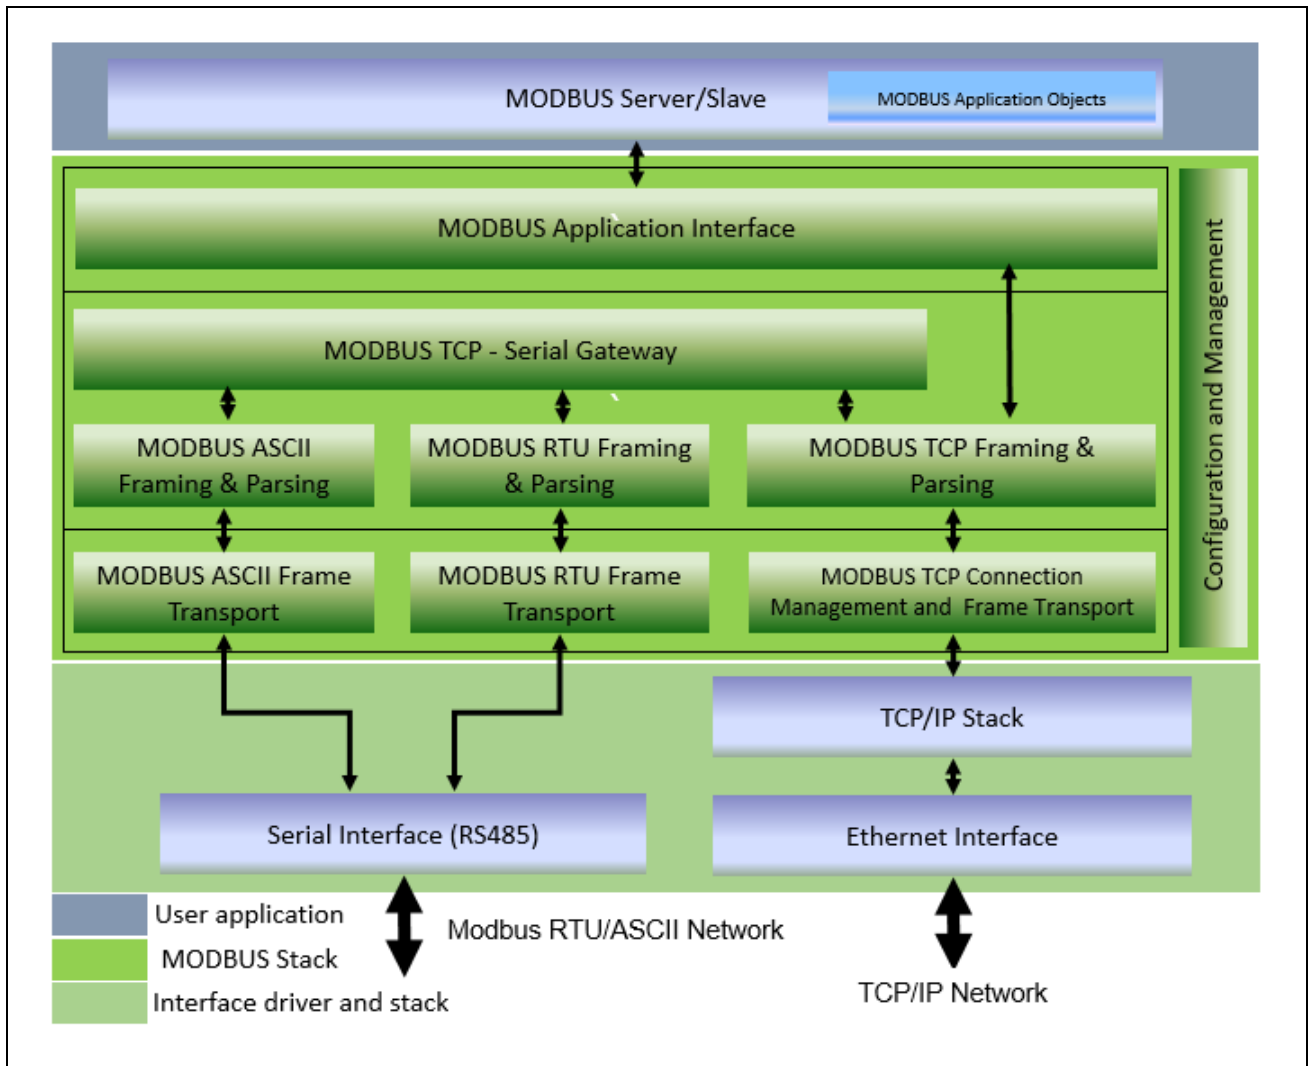 MODBUS Server/Slave
MODBUS Application Objects
MODBUS Application Interface
`
MODBUS TCP - Serial Gateway
`
MODBUS ASCII
Framing & Parsing
MODBUS RTU Framing
& Parsing
MODBUS TCP Framing &
Parsing
MODBUS ASCII Frame
Transport
MODBUS RTU Frame
Transport
MODBUS TCP Connection
Management and Frame Transport
Configuration and Management
TCP/IP Stack
Serial Interface (RS485)
Ethernet Interface
User application
MODBUS Stack
Interface driver and stack
Modbus RTU/ASCII Network
TCP/IP Network